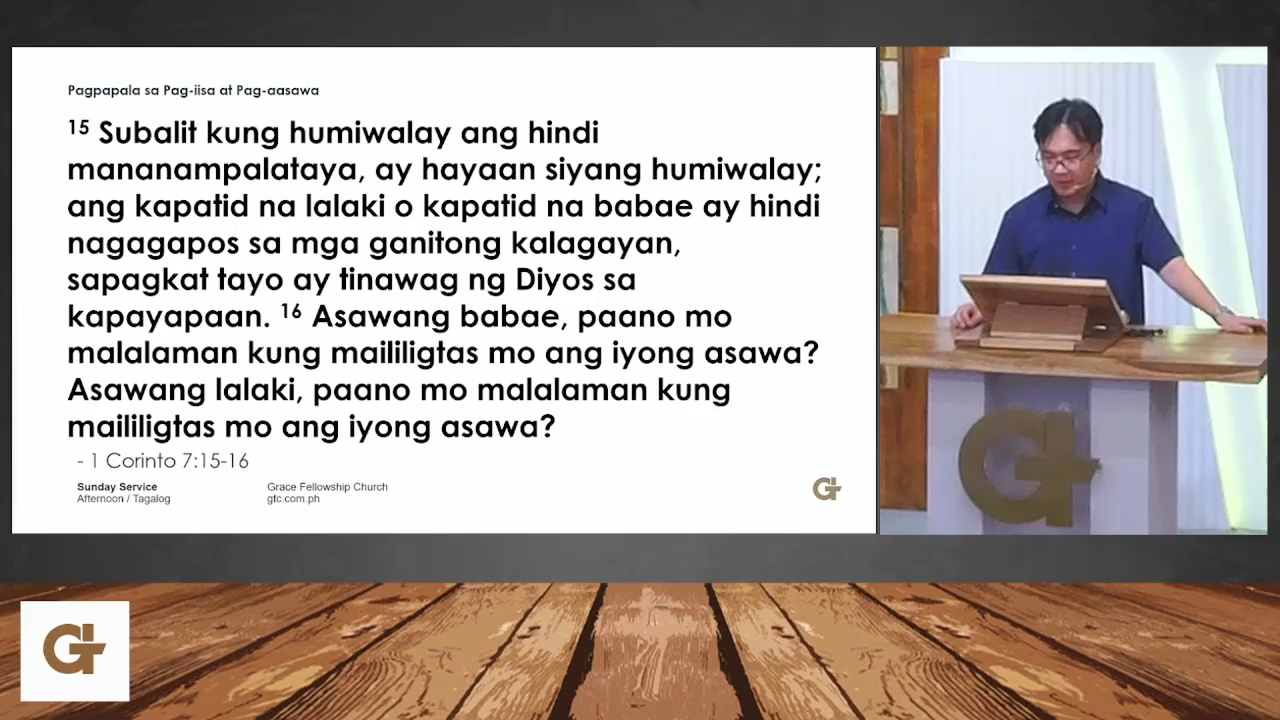 Pagpapala sa Pag-iisa at Pag-aasawa
15 Subalit kung humiwalay ang hindi
mananampalataya, ay hayaan siyang humiwalay;
ang kapatid na lalaki o kapatid na babae ay hindi
nagagapos sa mga ganitong kalagayan,
sapagkat tayo ay tinawag ng Diyos sa
kapayapaan. 16 Asawang babae, paano mo
malalaman kung maililigtas mo ang iyong asawa?
Asawang lalaki, paano mo malalaman kung
maililigtas mo ang iyong asawa?
- 1 Corinto 7:15-16
Sunday Service
Afternoon / Tagalog
Grace Fellowship Church
gfc.com.ph